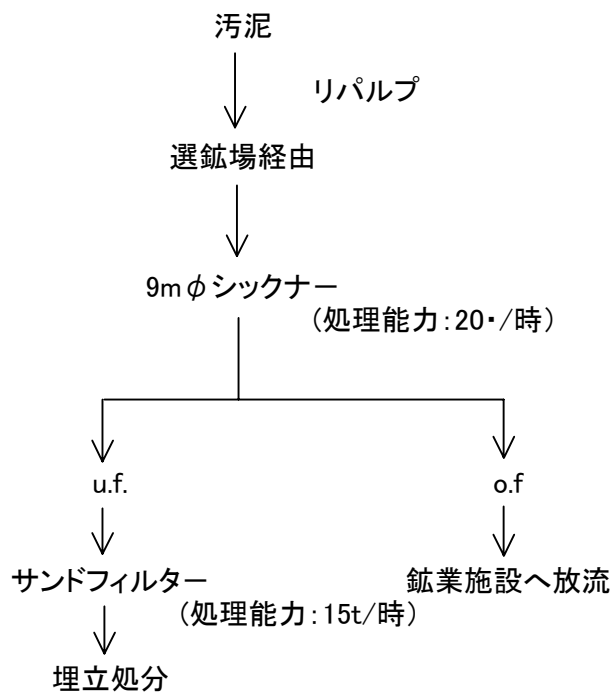 汚泥
リパルプ
選鉱場経由
9mφシックナー
(処理能力:20・/時)
u.f.
o.f
サンドフィルター
鉱業施設へ放流
(処理能力:15t/時)
埋立処分